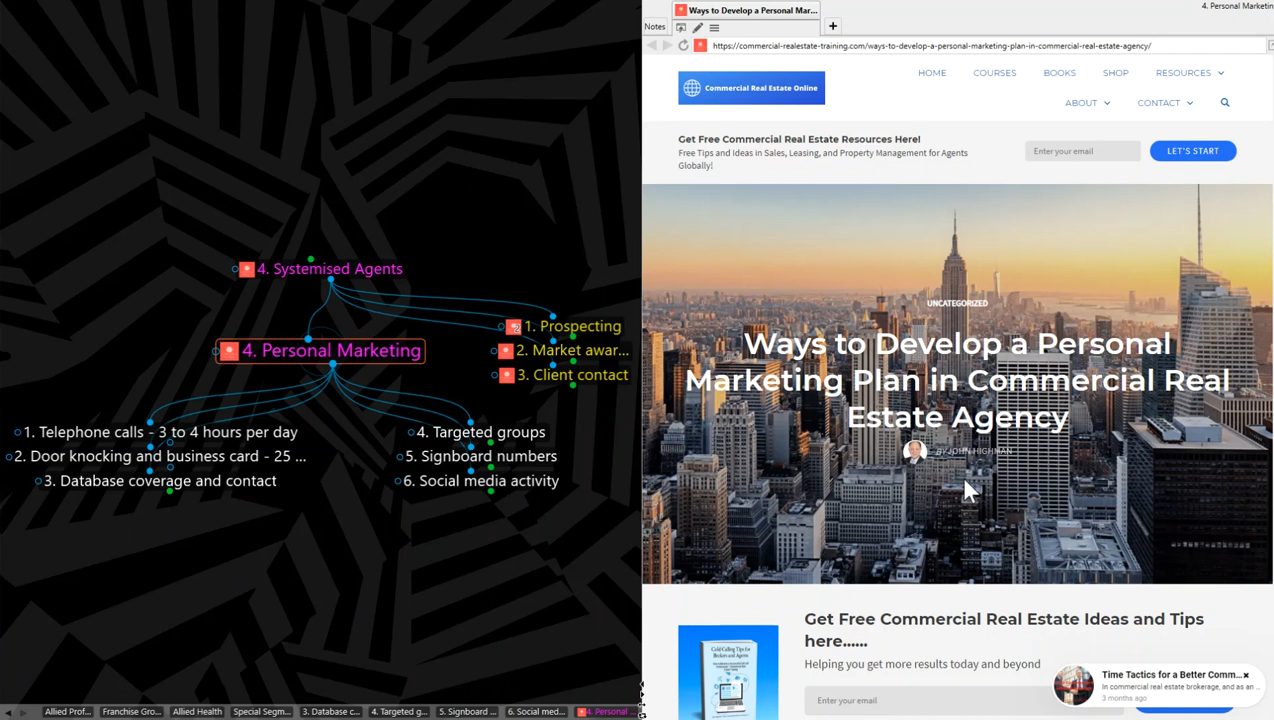 4. Systemised Agents
1. Prospecting
2. Market awar...
3. Client contact
4. Personal Marketing
1. Telephone calls - 3 to 4 hours per day
2. Door knocking and business card - 25 ...
3. Database coverage and contact
4. Targeted groups
5. Signboard numbers
6. Social media activity
Allied Prof... Franchise Gro... Allied Health Special Segm... 3. Database c... 4. Targeted g... 5. Signboard ... 6. Social med... 4. Personal
Ways to Develop a Personal Mar...
4. Personal Marketin
Notes
https://commercial-realestate-training.com/ways-to-develop-a-personal-marketing-plan-in-commercial-real-estate-agency/
Commercial Real Estate Online
HOME COURSES BOOKS SHOP RESOURCES
ABOUT CONTACT
Get Free Commercial Real Estate Resources Here!
Free Tips and Ideas in Sales, Leasing, and Property Management for Agents
Globally!
Enter your email
LET'S START
UNCATEGORIZED
Ways to Develop a Personal
Marketing Plan in Commercial Real
Estate Agency
BY JOHN HIGHMAN
Get Free Commercial Real Estate Ideas and Tips
here......
Helping you get more results today and beyond
Enter your email
Cold Calling Tips for
Brokers and Agents
Time Tactics for a Better Comm...
In commercial real estate brokerage, and as an ...
3 months ago